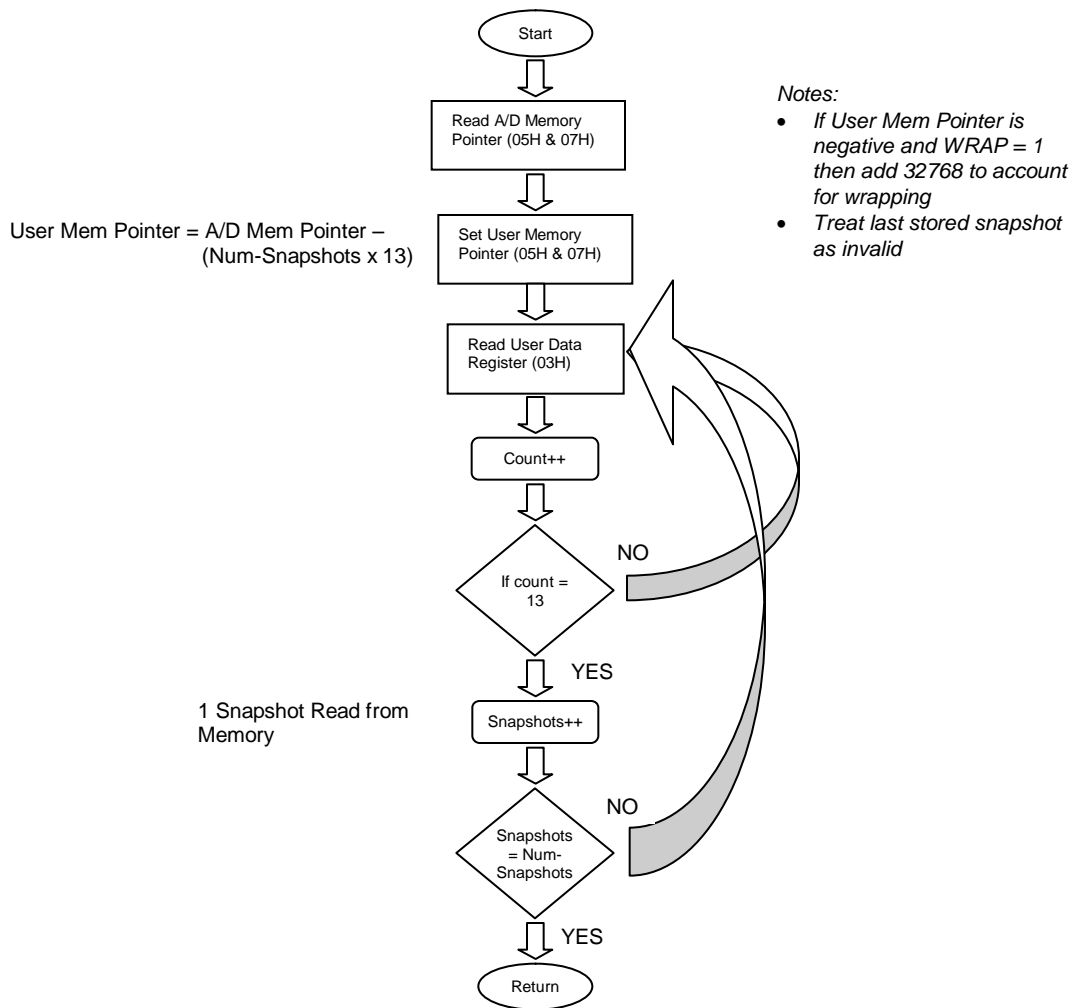 Start
Read A/D Memory
Pointer (05H & 07H)
Notes:
• If User Mem Pointer is
negative and WRAP = 1
then add 32768 to account
for wrapping
• Treat last stored snapshot
as invalid
User Mem Pointer = A/D Mem Pointer –
(Num-Snapshots x 13)
Set User Memory
Pointer (05H & 07H)
Read User Data
Register (03H)
Count++
If count =
13
NO
YES
1 Snapshot Read from
Memory
Snapshots++
Snapshots
= Num-
Snapshots
NO
YES
Return